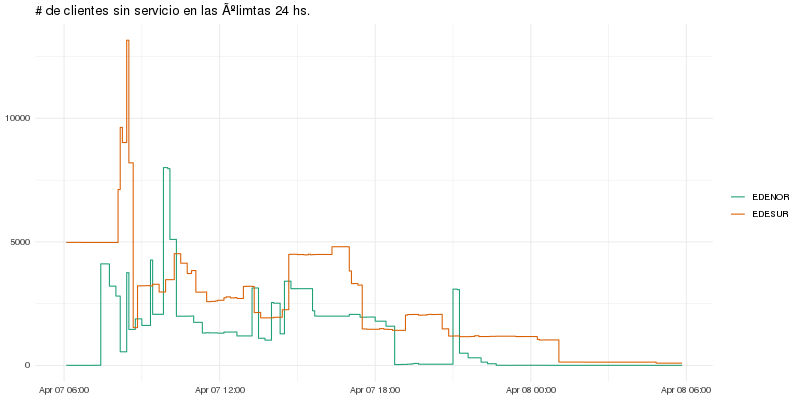 # de clientes sin servicio en las Ãºlimtas 24 hs.
10000
5000
0
Apr 07 06:00
Apr 07 12:00
Apr 07 18:00
Apr 08 00:00
Apr 08 06:00
EDENOR
EDESUR